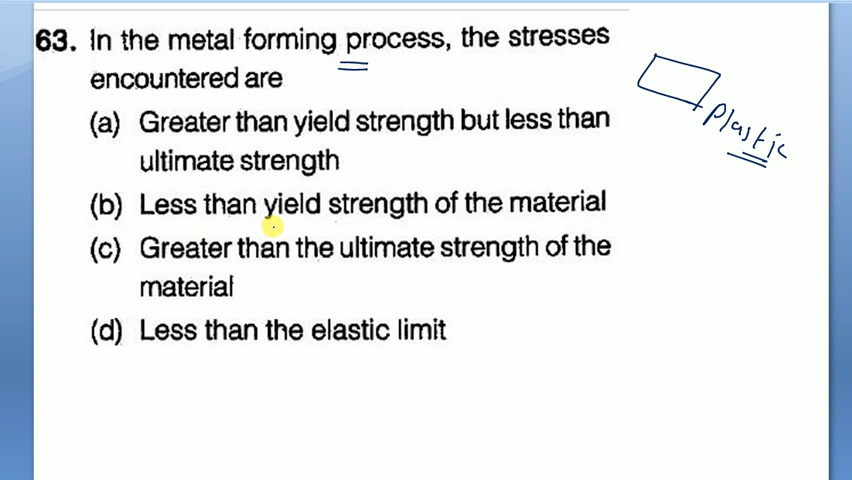 63. In the metal forming process, the stresses
encountered are
(a) Greater than yield strength but less than
ultimate strength
(b) Less than yield strength of the material
(c) Greater than the ultimate strength of the
material
(d) Less than the elastic limit
plastic